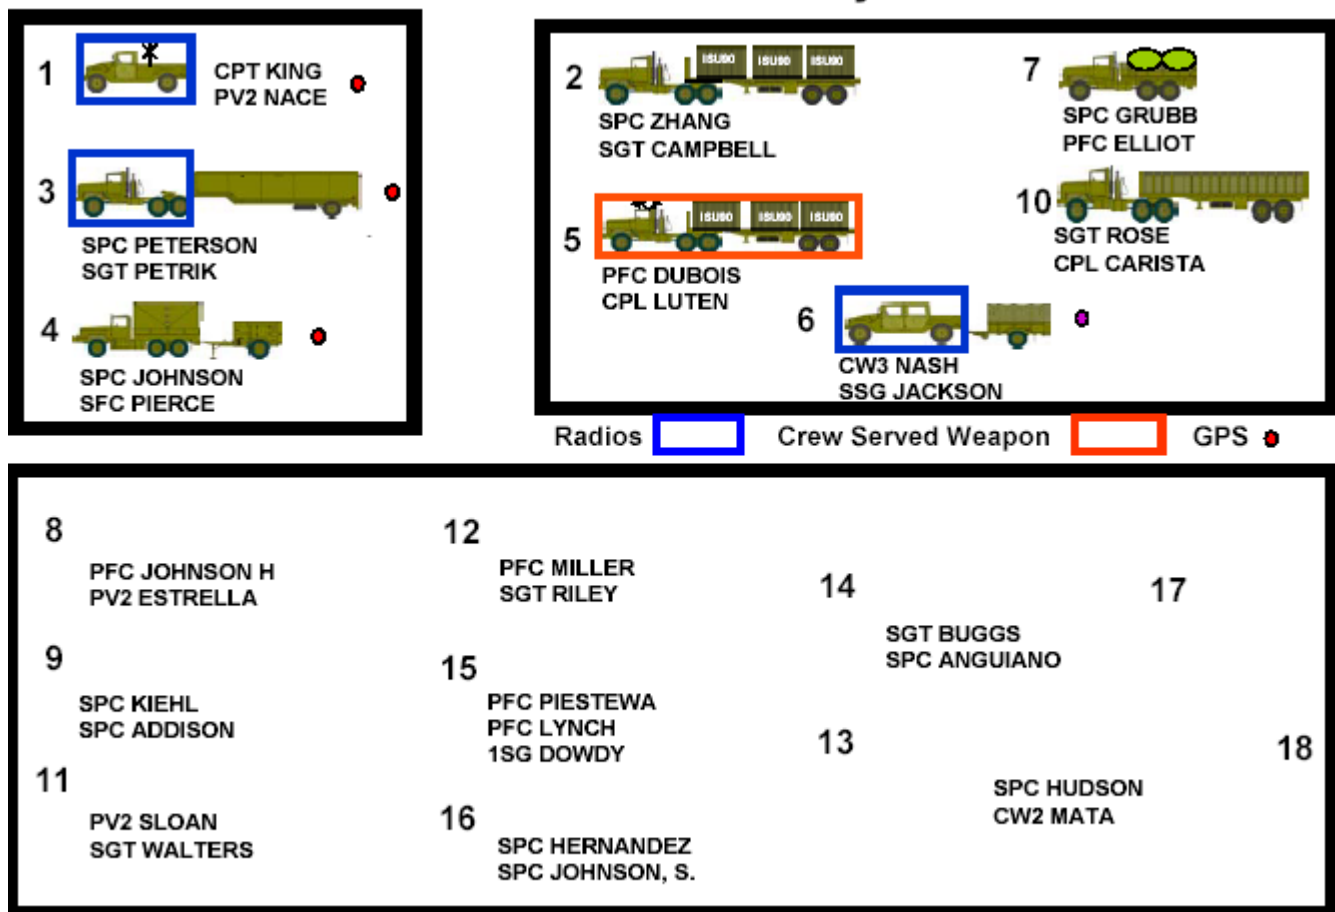 1
CPT KING
PV2 NACE
3
SPC PETERSON
SGT PETRIK
4
SPC JOHNSON
SFC PIERCE
2
ISU90 ISU90 ISU90
SPC ZHANG
SGT CAMPBELL
5
ISU90 ISU90 ISU90
PFC DUBOIS
CPL LUTEN
7
SPC GRUBB
PFC ELLIOT
10
SGT ROSE
CPL CARISTA
6
CW3 NASH
SSG JACKSON
Radios Crew Served Weapon GPS
8
PFC JOHNSON H
PV2 ESTRELLA
9
SPC KIEHL
SPC ADDISON
11
PV2 SLOAN
SGT WALTERS
12
PFC MILLER
SGT RILEY
15
PFC PIESTEWA
PFC LYNCH
1SG DOWDY
16
SPC HERNANDEZ
SPC JOHNSON, S.
14
SGT BUGGS
SPC ANGUIANO
17
13
SPC HUDSON
CW2 MATA
18